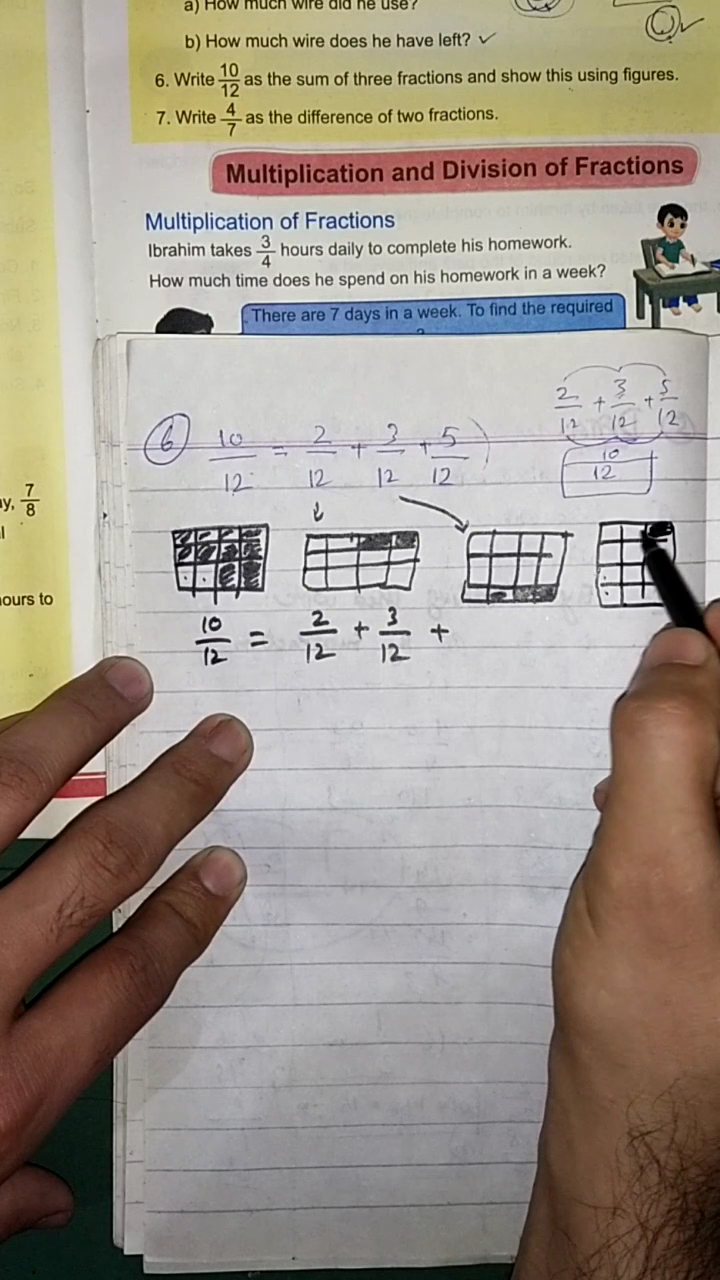 a) How much wire did he use?
b) How much wire does he have left? ✓
6. Write 10/12 as the sum of three fractions and show this using figures.
7. Write 4/7 as the difference of two fractions.
Multiplication and Division of Fractions
Multiplication of Fractions
Ibrahim takes 3/4 hours daily to complete his homework.
How much time does he spend on his homework in a week?
There are 7 days in a week. To find the required
2/12 + 3/12 + 5/12
10/12
6 10/12 = 2/12 + 3/12 + 5/12
10/12 = 2/12 + 3/12 +
7/8
ours to